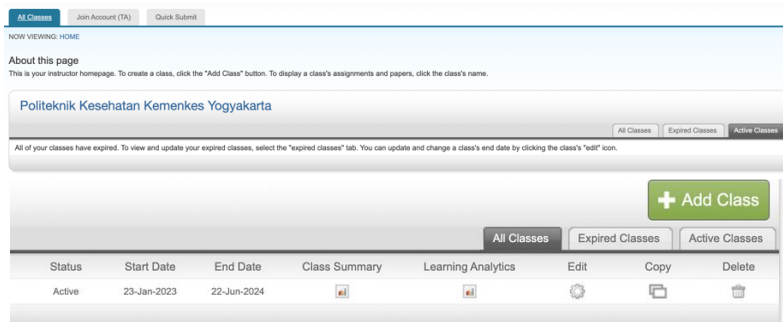 All Classes Join Account (TA) Quick Submit
NOW VIEWING: HOME
About this page
This is your instructor homepage. To create a class, click the "Add Class" button. To display a class's assignments and papers, click the class's name.
Politeknik Kesehatan Kemenkes Yogyakarta
All Classes Expired Classes Active Classes
All of your classes have expired. To view and update your expired classes, select the "expired classes" tab. You can update and change a class's end date by clicking the class's "edit" icon.
+ Add Class
All Classes Expired Classes Active Classes
Status Start Date End Date Class Summary Learning Analytics Edit Copy Delete
Active 23-Jan-2023 22-Jun-2024